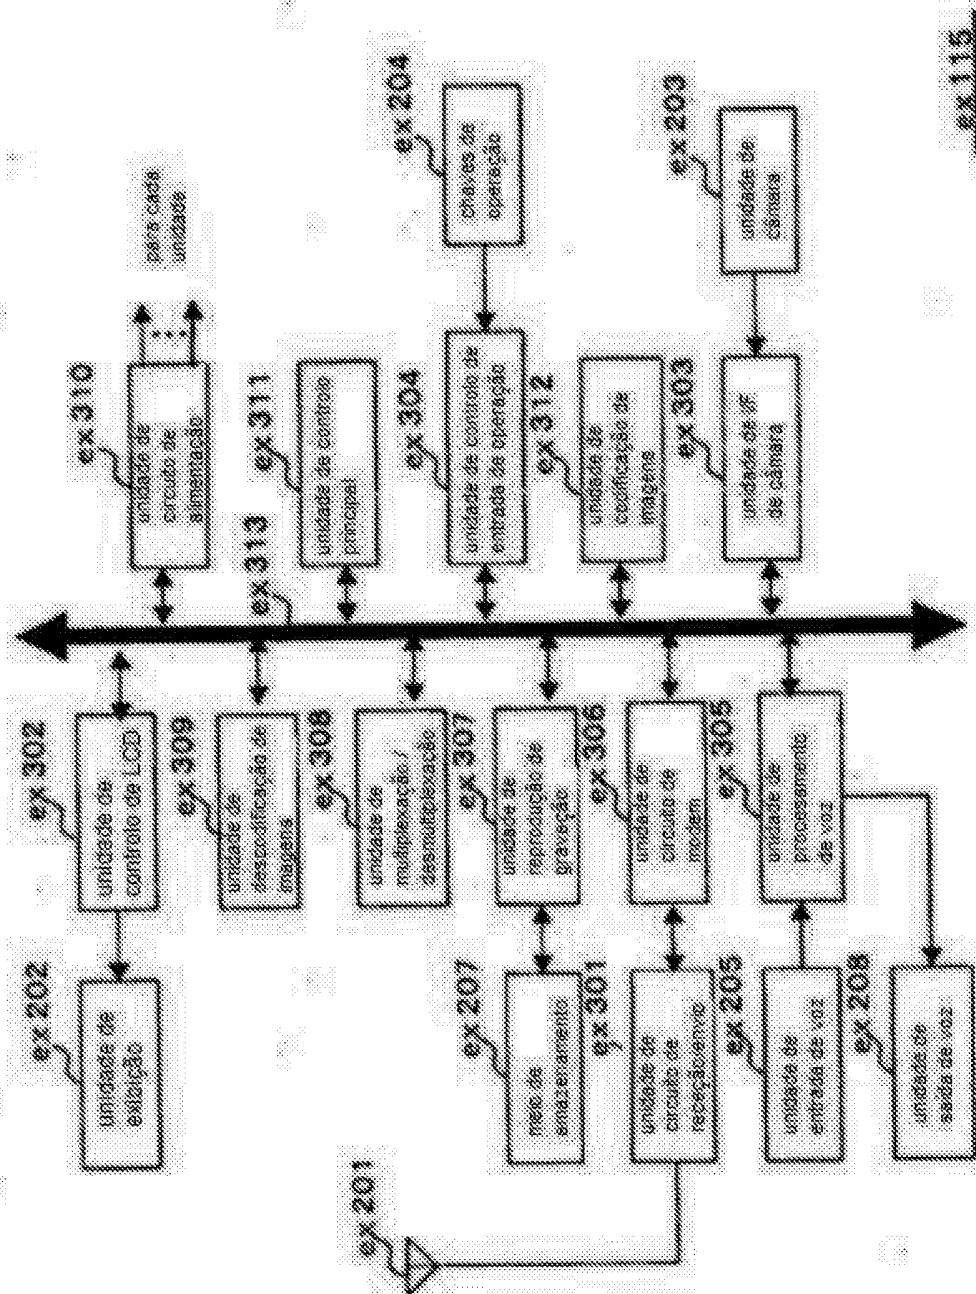 ex 202
unidade de
exibição
ex 302
unidade de
controlo de LCD
ex 310
unidade de
circuito de
alimentação
para cada
unidade
ex 309
unidade de
descodificação de
imagens
ex 313
ex 311
unidade de controlo
principal
ex 308
unidade de
multiplexação /
desmultiplexação
ex 304
unidade de controlo de
entrada de operação
ex 204
chaves de
operação
ex 201
ex 207
meio de
armazenamento
ex 307
unidade de
reprodução de
gravação
ex 312
unidade de
codificação de
imagens
ex 301
unidade de
circuito de
receção/envio
ex 306
unidade de
circuito de
modem
ex 303
unidade de I/F
de câmara
ex 203
unidade de
câmara
ex 205
unidade de
entrada de voz
ex 305
unidade de
processamento
de voz
ex 208
unidade de
saída de voz
ex 115